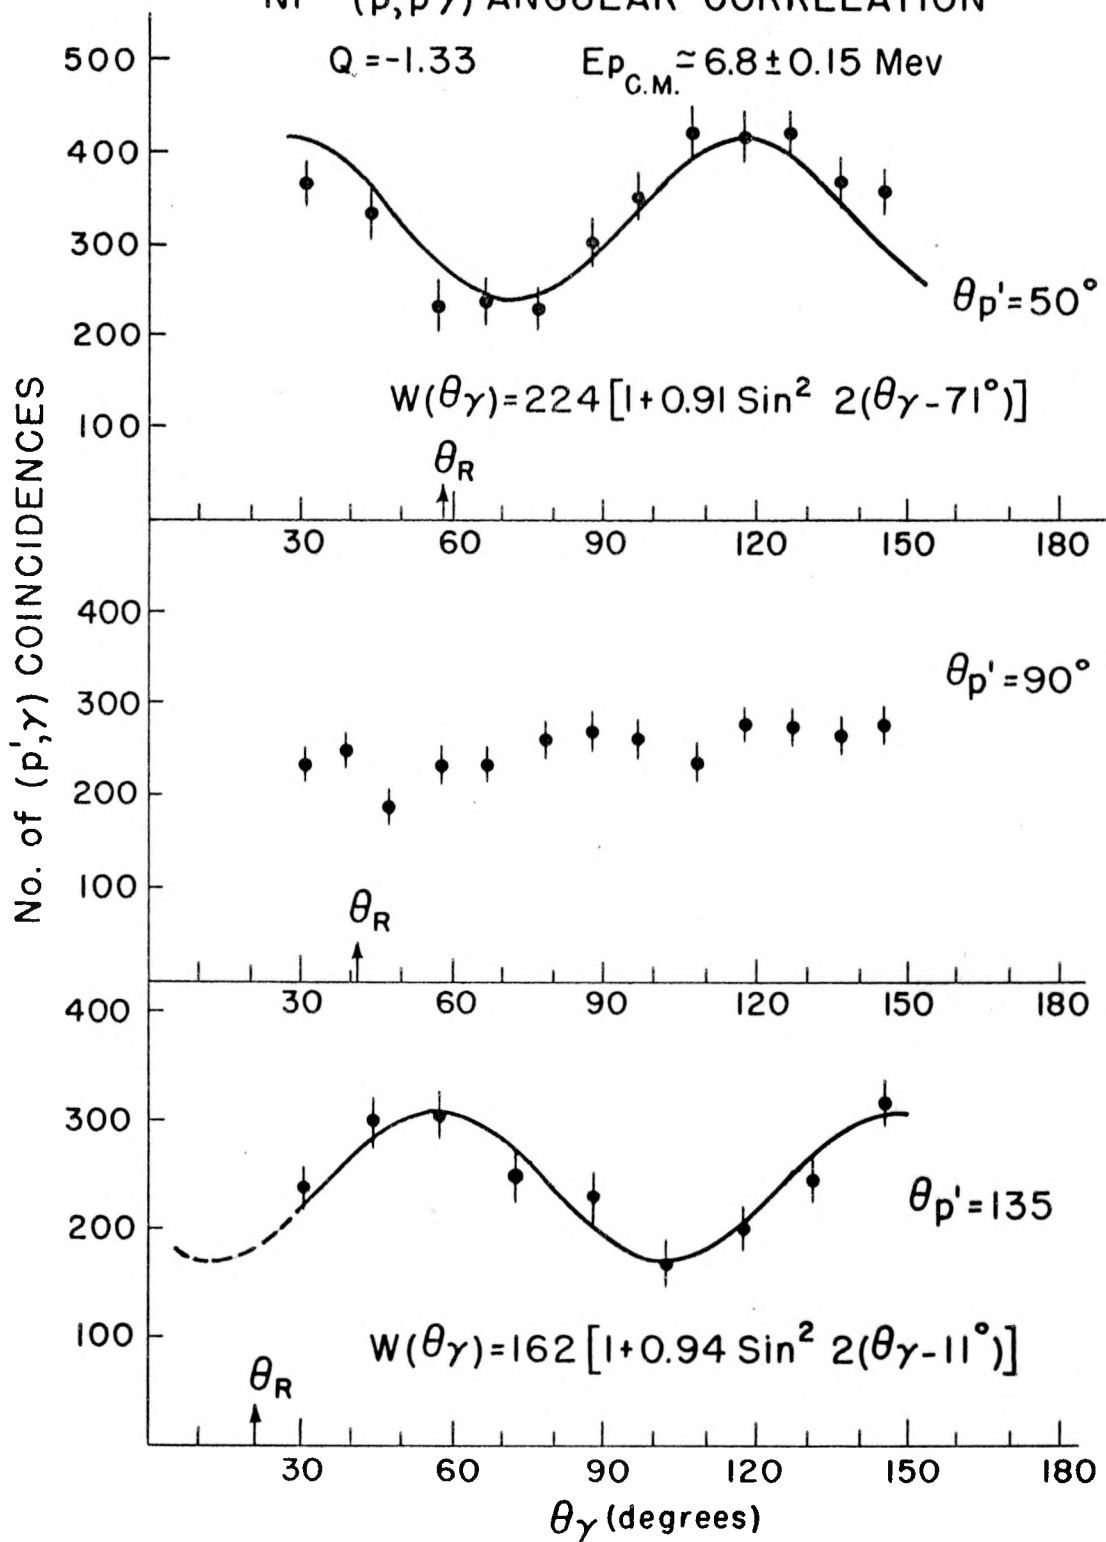 (p,p'γ) ANGULAR CORRELATION
Q = -1.33 Ep C.M. ≃ 6.8 ± 0.15 Mev
500
400
300
200
100
θp' = 50°
W(θγ) = 224 [1 + 0.91 Sin² 2(θγ - 71°)]
θR
30 60 90 120 150 180
No. of (p',γ) COINCIDENCES
400
300
200
100
θp' = 90°
θR
30 60 90 120 150 180
400
300
200
100
θp' = 135
W(θγ) = 162 [1 + 0.94 Sin² 2(θγ - 11°)]
θR
30 60 90 120 150 180
θγ (degrees)